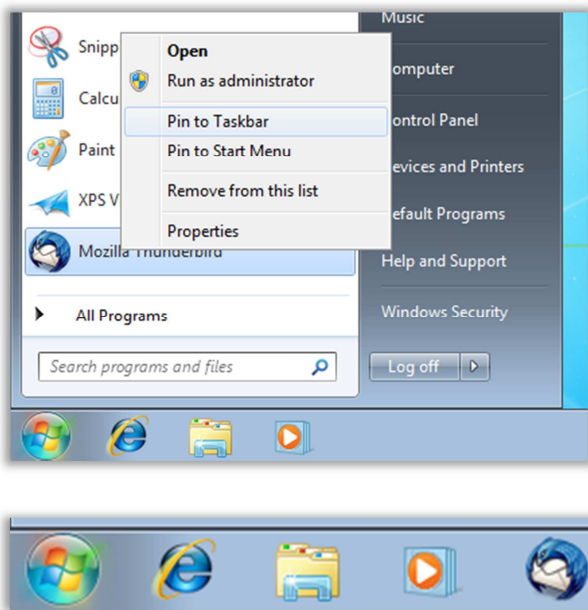 Music
Snipp
Open
Run as administrator
omputer
Calcu
Pin to Taskbar
ontrol Panel
Paint
Pin to Start Menu
evices and Printers
XPS V
Remove from this list
efault Programs
Properties
Mozilla Thunderbird
Help and Support
All Programs
Windows Security
Search programs and files
Log off